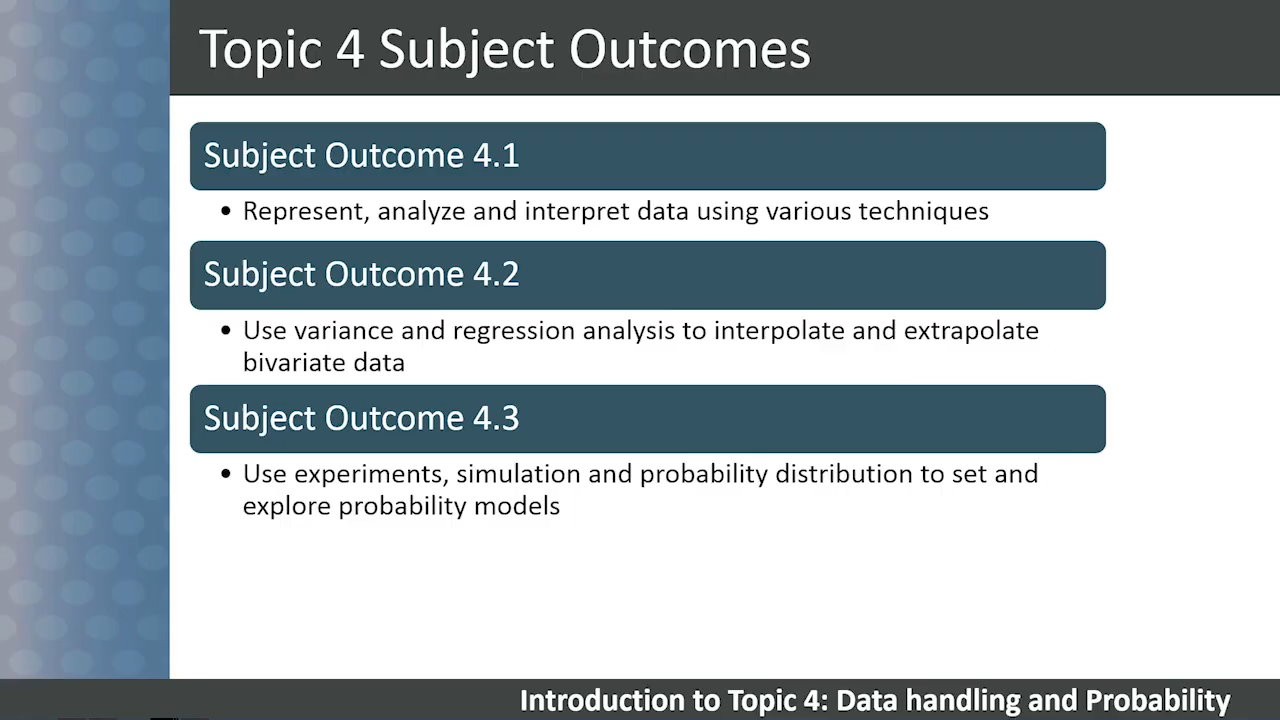 Topic 4 Subject Outcomes
Subject Outcome 4.1
• Represent, analyze and interpret data using various techniques
Subject Outcome 4.2
• Use variance and regression analysis to interpolate and extrapolate
bivariate data
Subject Outcome 4.3
• Use experiments, simulation and probability distribution to set and
explore probability models
Introduction to Topic 4: Data handling and Probability